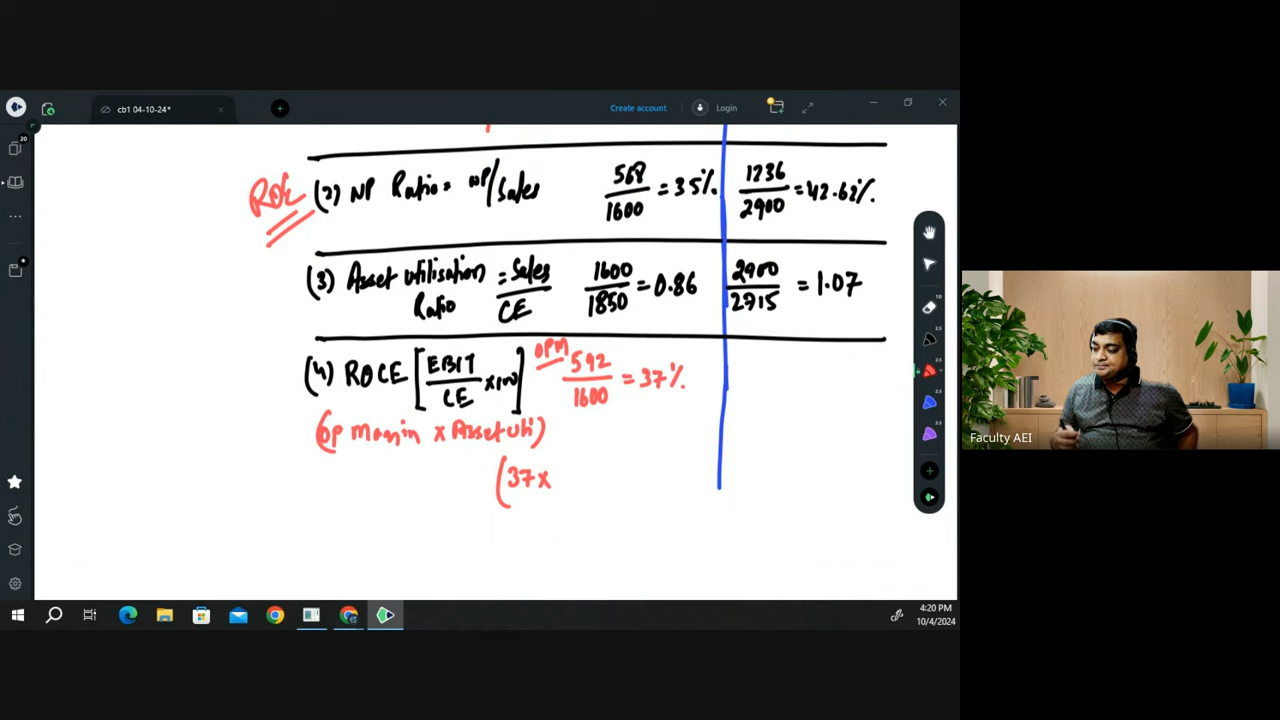 cb1 04-10-24*
Create account
Login
ROE (2) NP Ratio = NP/Sales 568/1600 = 35% 1236/2900 = 42.62%
(3) Asset utilisation Ratio = Sales/CE 1600/1850 = 0.86 2900/2715 = 1.07
(4) ROCE [EBIT/CE × 100] OPM 592/1600 = 37%
(Op Margin × Asset Uti)
(37 ×
Faculty AEI
4:20 PM
10/4/2024